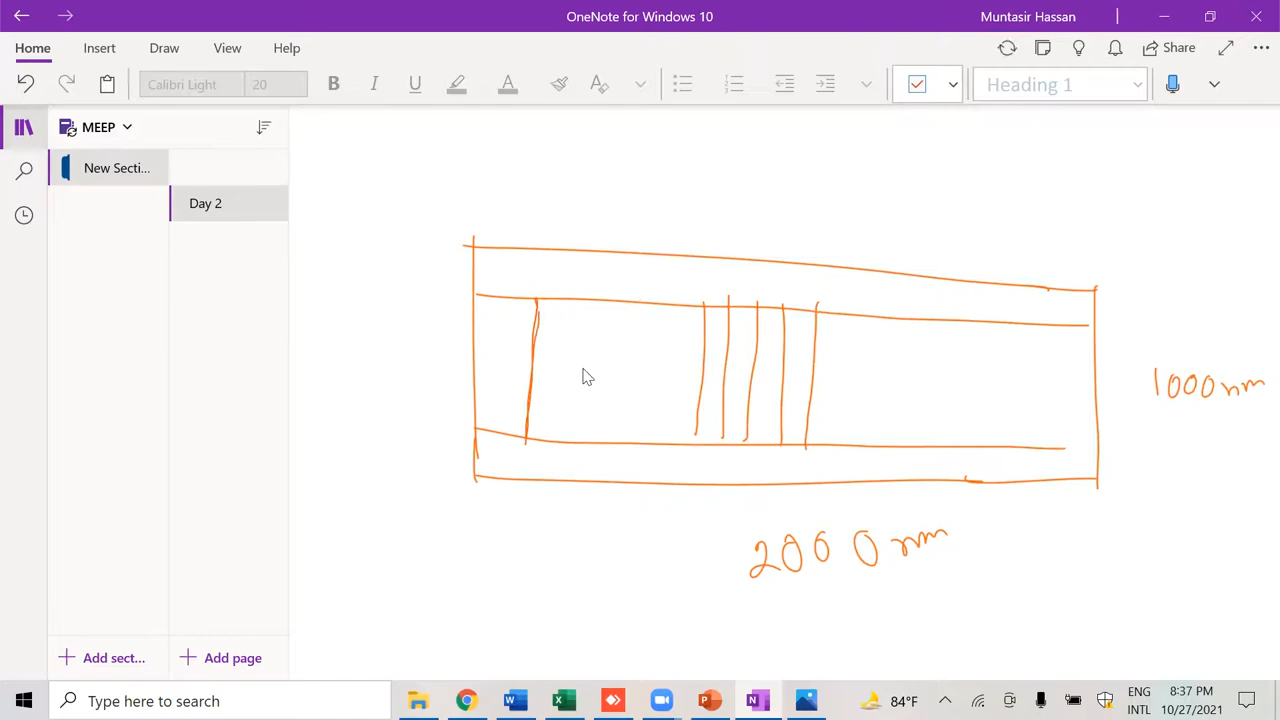 OneNote for Windows 10
Muntasir Hassan
Home Insert Draw View Help
Share
Calibri Light 20 B I U A A Heading 1
MEEP
New Secti...
Day 2
1000nm
2000 nm
Add sect... Add page
Type here to search
W X P N
84°F
ENG
INTL
8:37 PM
10/27/2021